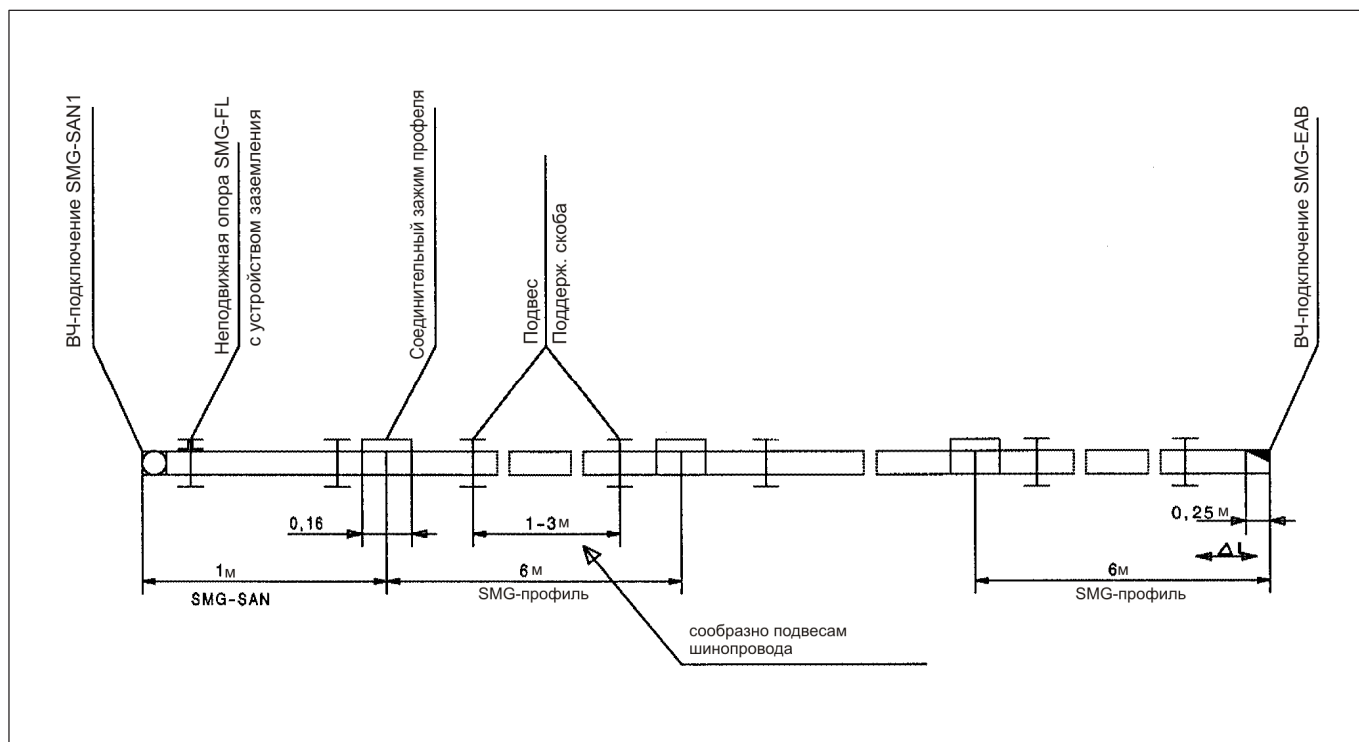 ВЧ-подключение SMG-SAN1
Неподвижная опора SMG-FL
с устройством заземления
Соединительный зажим профеля
Подвес
Поддерж. скоба
ВЧ-подключение SMG-EAB
0,16
1-3м
0,25м
ΔL
1м
6м
6м
SMG-SAN
SMG-профиль
SMG-профиль
сообразно подвесам
шинопровода